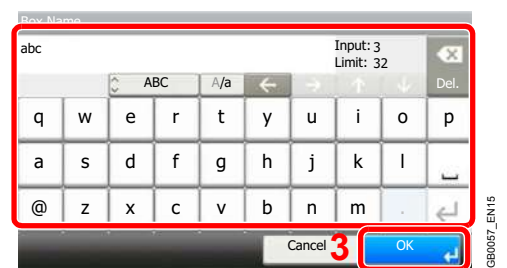 Box Name
abc
Input: 3
Limit: 32
ABC A/a ← → ↑ ↓ Del.
q w e r t y u i o p
a s d f g h j k l
@ z x c v b n m .
Cancel 3 OK
GB0057_EN15